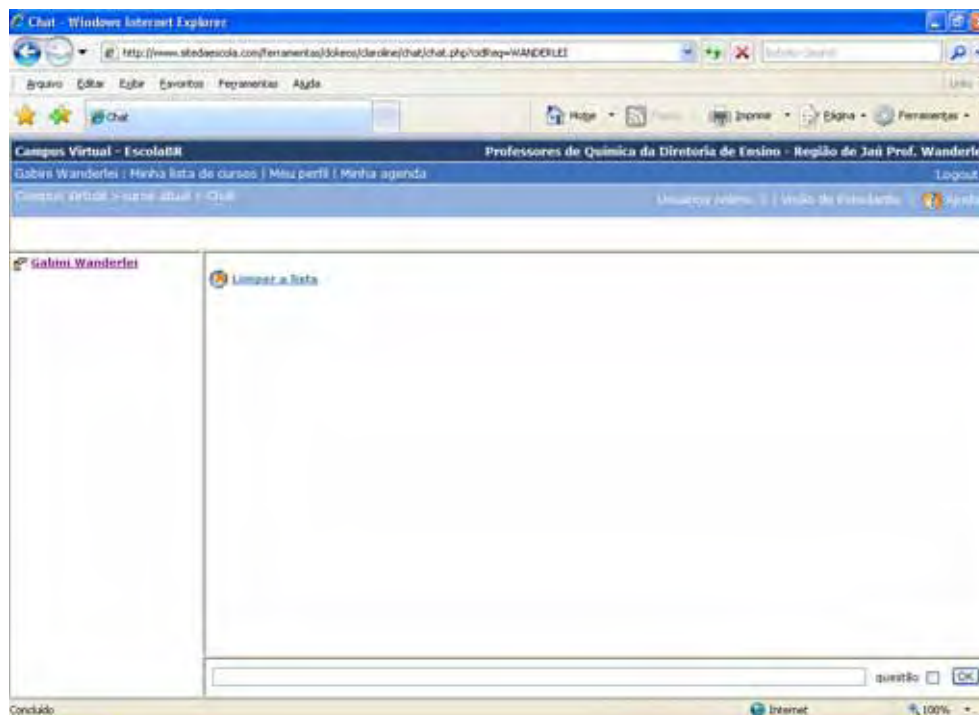 Chat - Windows Internet Explorer
http://www.sitedaescola.com/ferramentas/dokeos/claroline/chat/chat.php?cidReq=WANDERLEI
Arquivo Editar Exibir Favoritos Ferramentas Ajuda
Chat
Imprimir Página Ferramentas
Campus Virtual - EscolaBR
Professores de Química da Diretoria de Ensino - Região de Jaú Prof. Wanderle
Gabini Wanderlei : Minha lista de cursos | Meu perfil | Minha agenda
Logout
Campus Virtual > curso atual > Chat
Ajuda
Gabini Wanderlei
Limpar a lista
questão
OK
Concluído
Internet
100%